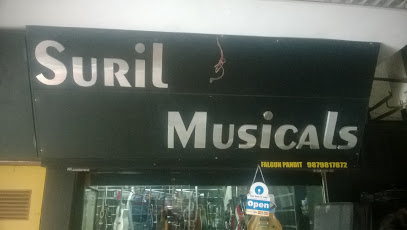 SURIL
MUSICALS
FALGUN PANDIT 9879817672
Open